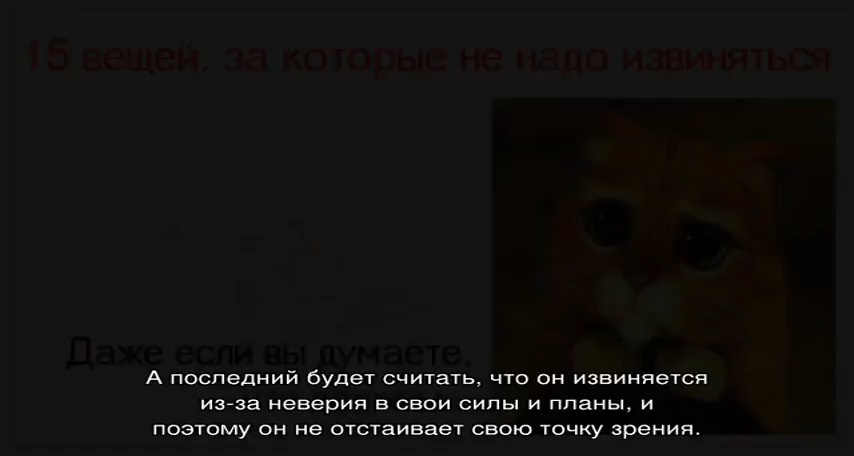 15 вещей, за которые не надо извиняться
Даже если вы думаете,
А последний будет считать, что он извиняется
из-за неверия в свои силы и планы, и
поэтому он не отстаивает свою точку зрения.